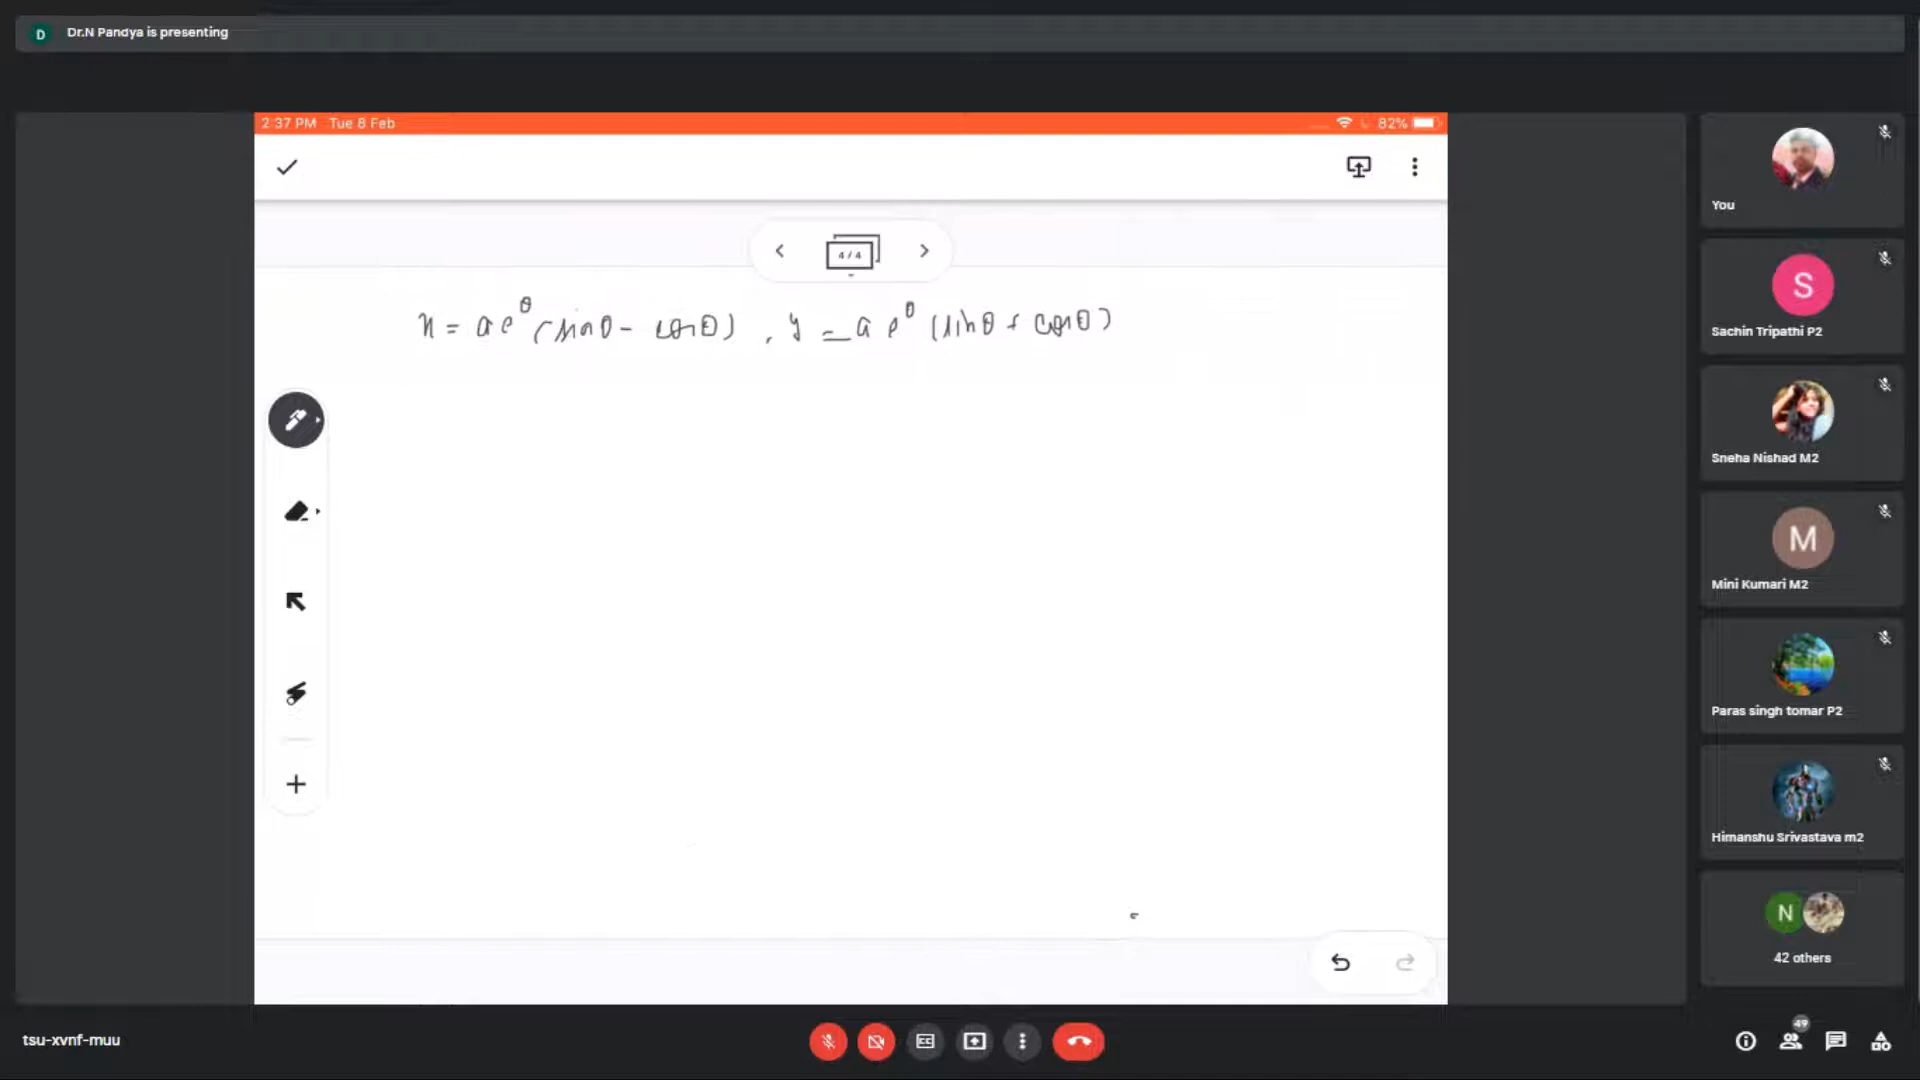 D Dr.N Pandya is presenting
2:37 PM Tue 8 Feb
82%
4/4
x = a e^θ (sinθ - cosθ) , y = a e^θ (sinθ + cosθ)
You
S
Sachin Tripathi P2
Sneha Nishad M2
M
Mini Kumari M2
Paras singh tomar P2
Himanshu Srivastava m2
N
42 others
tsu-xvnf-muu
CC
49